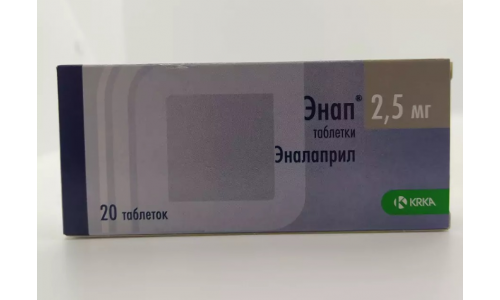 Энап® 2,5 мг
таблетки
Эналаприл
20 таблеток
KRKA